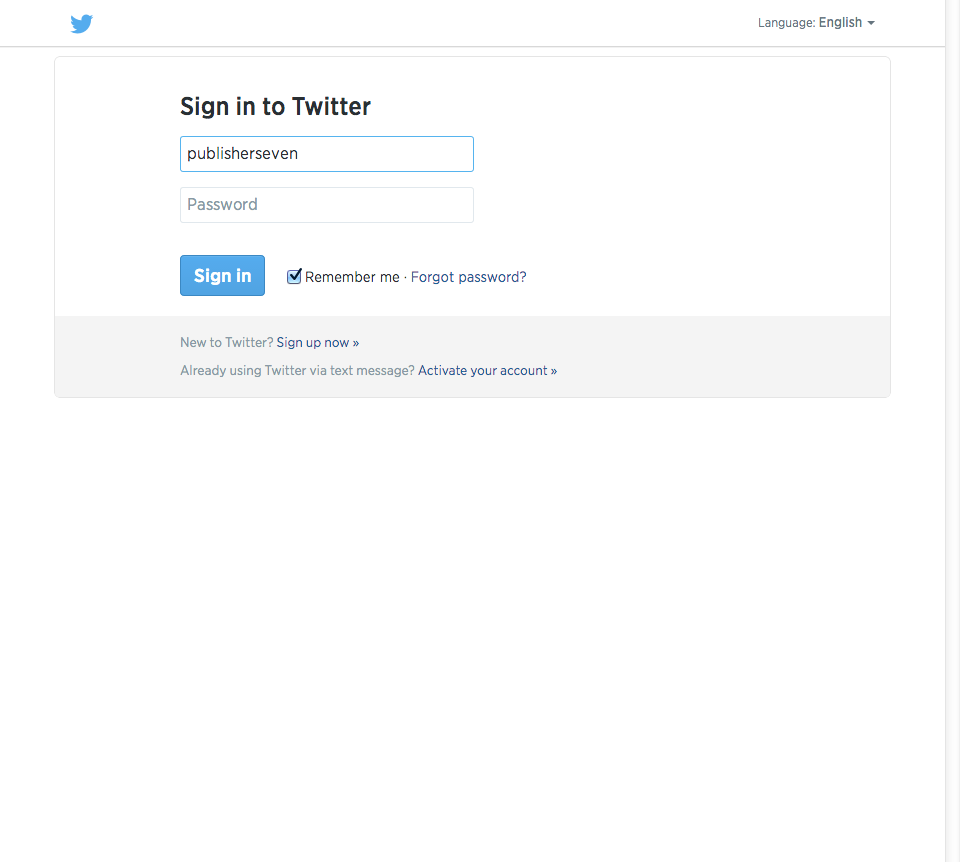 Language: English
Sign in to Twitter
publisherseven
Password
Sign in Remember me · Forgot password?
New to Twitter? Sign up now »
Already using Twitter via text message? Activate your account »